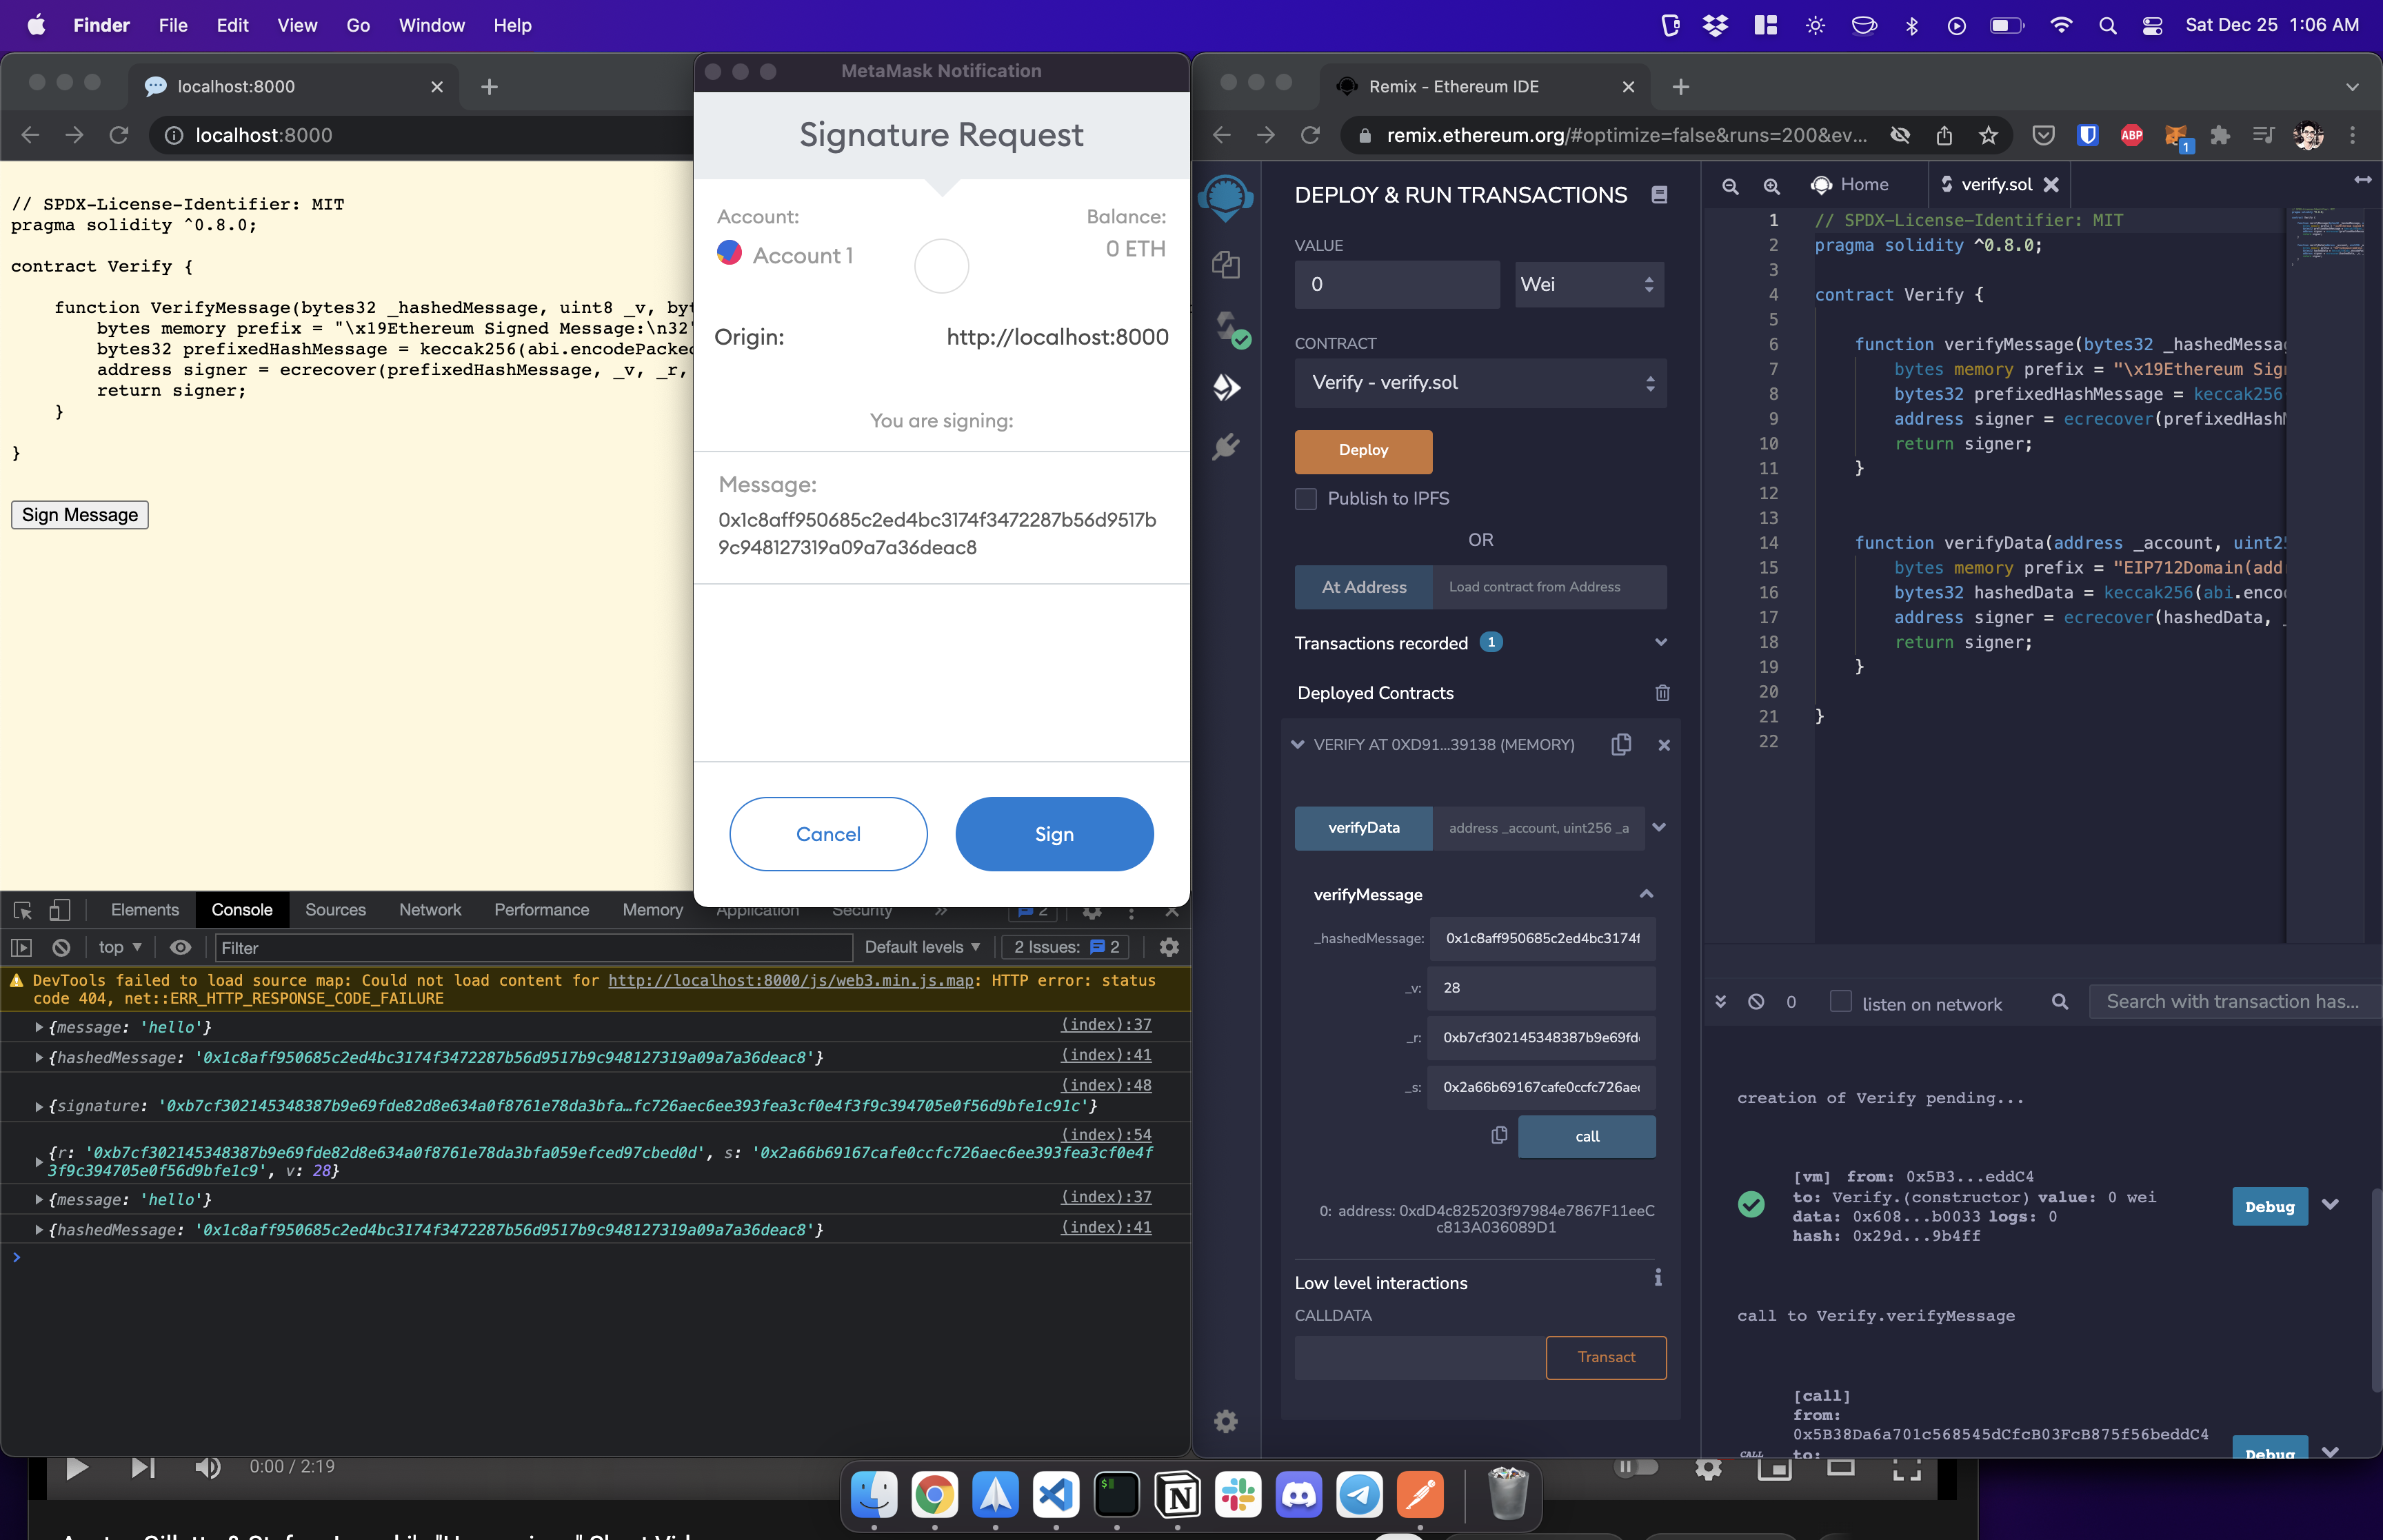 Finder File Edit View Go Window Help Sat Dec 25 1:06 AM
localhost:8000
localhost:8000
// SPDX-License-Identifier: MIT
pragma solidity ^0.8.0;
contract Verify {
function VerifyMessage(bytes32 _hashedMessage, uint8 _v, byt
bytes memory prefix = "\x19Ethereum Signed Message:\n32"
bytes32 prefixedHashMessage = keccak256(abi.encodePacked
address signer = ecrecover(prefixedHashMessage, _v, _r,
return signer;
}
}
Sign Message
MetaMask Notification
Signature Request
Account: Balance:
Account 1 0 ETH
Origin: http://localhost:8000
You are signing:
Message:
0x1c8aff950685c2ed4bc3174f3472287b56d9517b
9c948127319a09a7a36deac8
Cancel Sign
Elements Console Sources Network Performance Memory Application Security » 2
top Filter Default levels 2 Issues: 2
DevTools failed to load source map: Could not load content for http://localhost:8000/js/web3.min.js.map: HTTP error: status
code 404, net::ERR_HTTP_RESPONSE_CODE_FAILURE
{message: 'hello'} (index):37
{hashedMessage: '0x1c8aff950685c2ed4bc3174f3472287b56d9517b9c948127319a09a7a36deac8'} (index):41
(index):48
{signature: '0xb7cf302145348387b9e69fde82d8e634a0f8761e78da3bfa…fc726aec6ee393fea3cf0e4f3f9c394705e0f56d9bfe1c91c'}
(index):54
{r: '0xb7cf302145348387b9e69fde82d8e634a0f8761e78da3bfa059efced97cbed0d', s: '0x2a66b69167cafe0ccfc726aec6ee393fea3cf0e4f
3f9c394705e0f56d9bfe1c9', v: 28}
{message: 'hello'} (index):37
{hashedMessage: '0x1c8aff950685c2ed4bc3174f3472287b56d9517b9c948127319a09a7a36deac8'} (index):41
>
Remix - Ethereum IDE
remix.ethereum.org/#optimize=false&runs=200&ev... ABP 1
DEPLOY & RUN TRANSACTIONS
VALUE
0 Wei
CONTRACT
Verify - verify.sol
Deploy
Publish to IPFS
OR
At Address Load contract from Address
Transactions recorded 1
Deployed Contracts
VERIFY AT 0XD91...39138 (MEMORY)
verifyData address _account, uint256 _a
verifyMessage
_hashedMessage: 0x1c8aff950685c2ed4bc3174f
_v: 28
_r: 0xb7cf302145348387b9e69fd
_s: 0x2a66b69167cafe0ccfc726aec
call
0: address: 0xdD4c825203f97984e7867F11eeC
c813A036089D1
Low level interactions
CALLDATA
Transact
Home verify.sol
1 // SPDX-License-Identifier: MIT
2 pragma solidity ^0.8.0;
3
4 contract Verify {
5
6 function verifyMessage(bytes32 _hashedMessag
7 bytes memory prefix = "\x19Ethereum Sig
8 bytes32 prefixedHashMessage = keccak256
9 address signer = ecrecover(prefixedHash
10 return signer;
11 }
12
13
14 function verifyData(address _account, uint25
15 bytes memory prefix = "EIP712Domain(add
16 bytes32 hashedData = keccak256(abi.enco
17 address signer = ecrecover(hashedData, _
18 return signer;
19 }
20
21 }
22
0 listen on network Search with transaction has...
creation of Verify pending...
[vm] from: 0x5B3...eddC4
to: Verify.(constructor) value: 0 wei
data: 0x608...b0033 logs: 0
hash: 0x29d...9b4ff
Debug
call to Verify.verifyMessage
[call]
from:
0x5B38Da6a701c568545dCfcB03FcB875f56beddC4
CALL to:
Debug
0:00 / 2:19